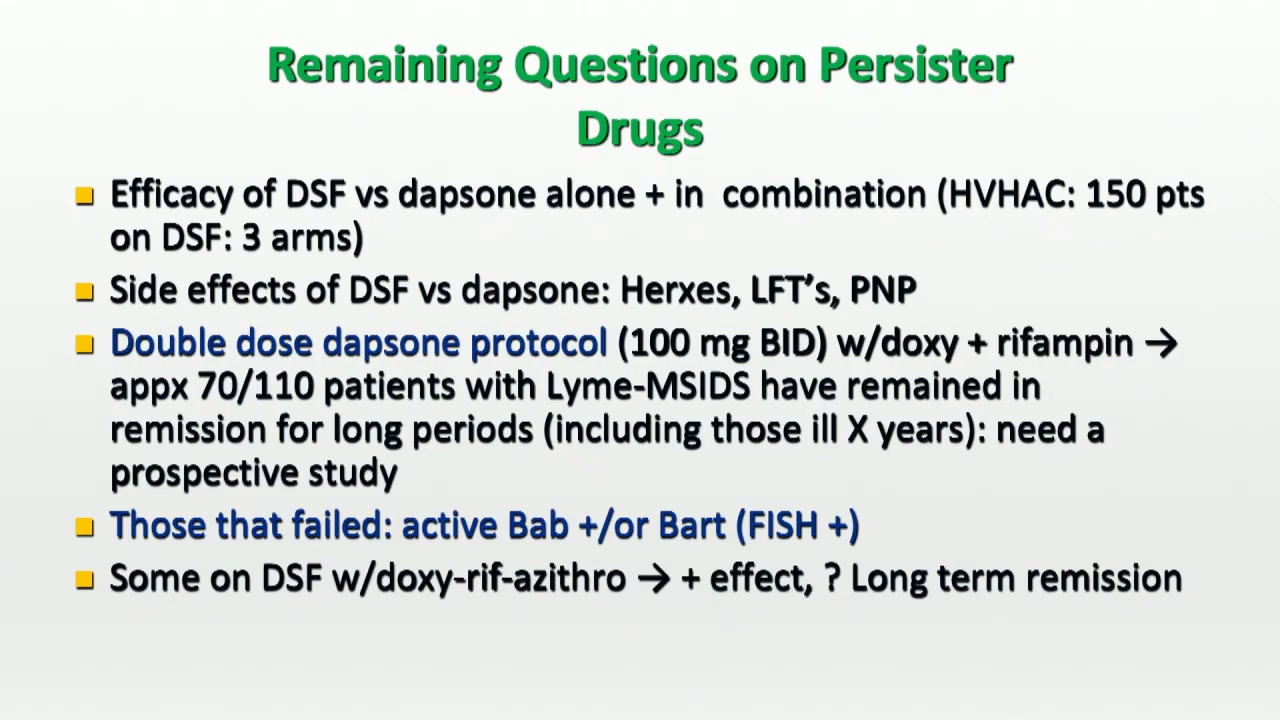 Remaining Questions on Persister
Drugs
Efficacy of DSF vs dapsone alone + in combination (HVHAC: 150 pts
on DSF: 3 arms)
Side effects of DSF vs dapsone: Herxes, LFT’s, PNP
Double dose dapsone protocol (100 mg BID) w/doxy + rifampin →
appx 70/110 patients with Lyme-MSIDS have remained in
remission for long periods (including those ill X years): need a
prospective study
Those that failed: active Bab +/or Bart (FISH +)
Some on DSF w/doxy-rif-azithro → + effect, ? Long term remission